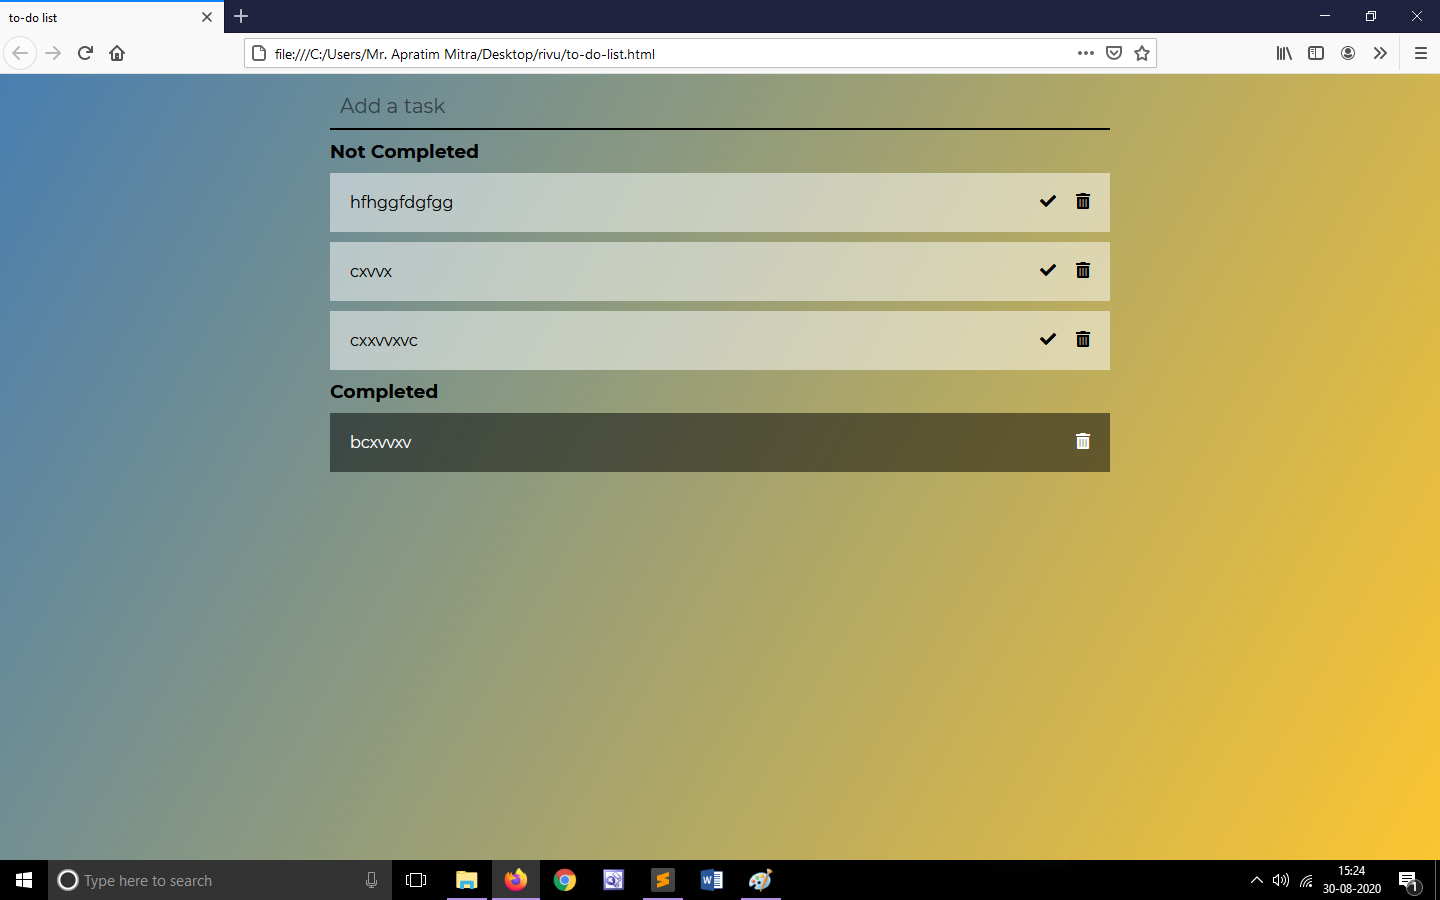 to-do list
file:///C:/Users/Mr. Apratim Mitra/Desktop/rivu/to-do-list.html
Add a task
Not Completed
hfhggfdgfgg
cxvvx
cxxvvxvc
Completed
bcxvvxv
Type here to search
15:24
30-08-2020
1